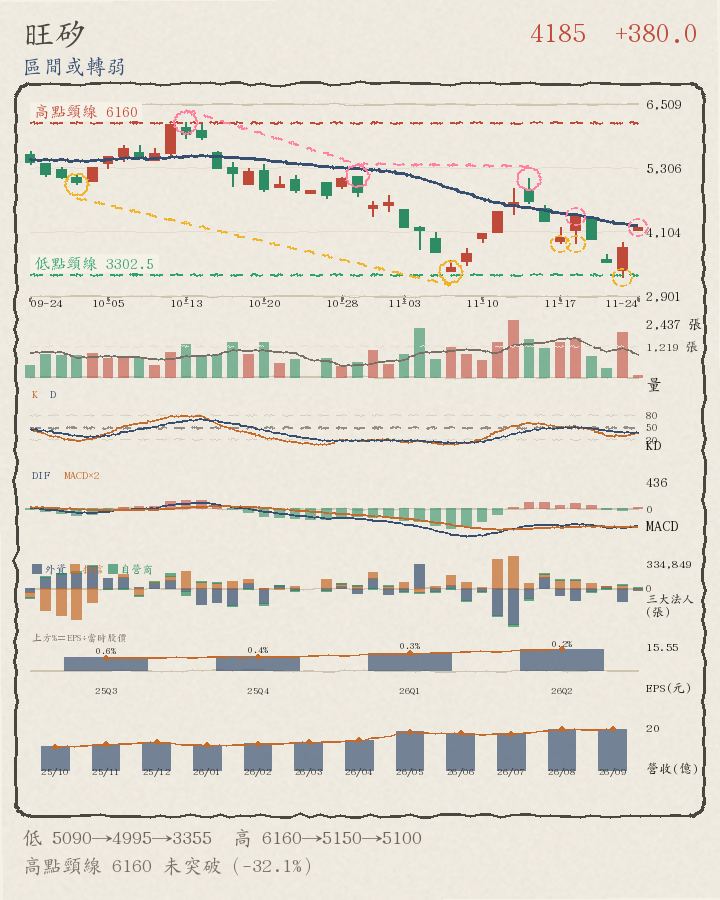 旺矽
4185 +380.0
區間或轉弱
高點頸線 6160
6,509
5,306
4,104
低點頸線 3302.5
2,901
09-24 10-05 10-13 10-20 10-28 11-03 11-10 11-17 11-24
2,437 張
1,219 張
量
K D
80
50
20
KD
DIF MACD×2
436
0
MACD
外資 自營商
334,849
0
三大法人
(張)
上方%=EPS÷當時股價
0.6% 0.4% 0.3% 0.2%
15.55
25Q3 25Q4 26Q1 26Q2
EPS(元)
20
25/10 25/11 25/12 26/01 26/02 26/03 26/04 26/05 26/06 26/07 26/08 26/09
營收(億)
低 5090→4995→3355 高 6160→5150→5100
高點頸線 6160 未突破 (-32.1%)